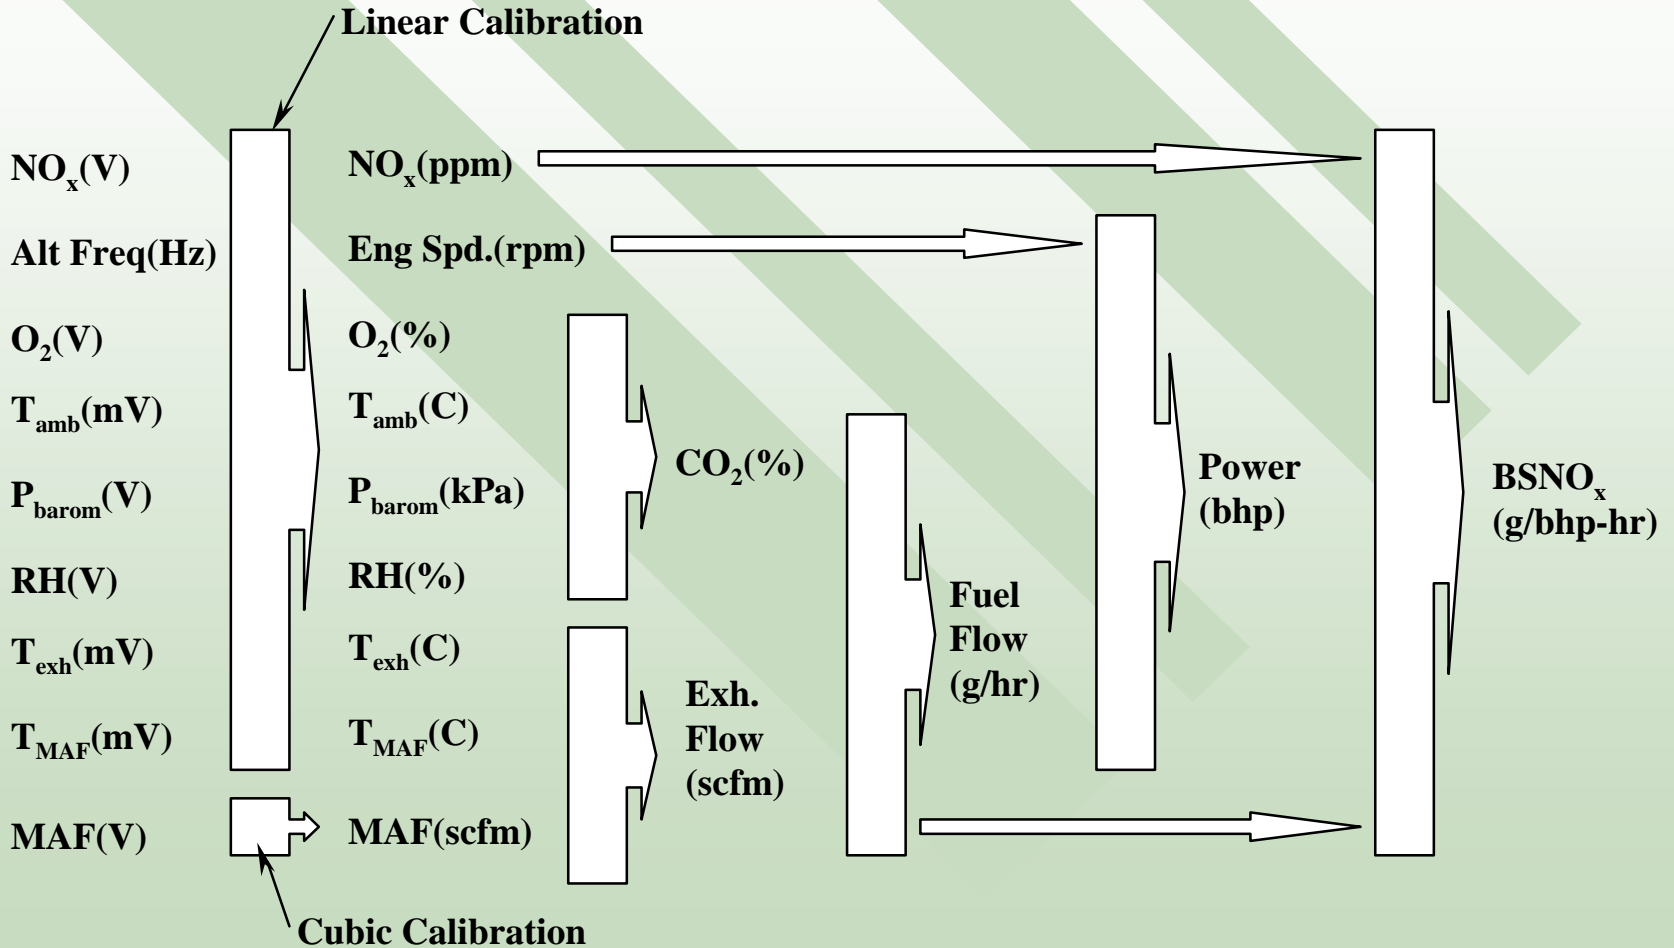 Linear Calibration
NOx(V)
Alt Freq(Hz)
O2(V)
Tamb(mV)
Pbarom(V)
RH(V)
Texh(mV)
TMAF(mV)
MAF(V)
NOx(ppm)
Eng Spd.(rpm)
O2(%)
Tamb(C)
Pbarom(kPa)
RH(%)
Texh(C)
TMAF(C)
MAF(scfm)
CO2(%)
Exh.
Flow
(scfm)
Fuel
Flow
(g/hr)
Power
(bhp)
BSNOx
(g/bhp-hr)
Cubic Calibration